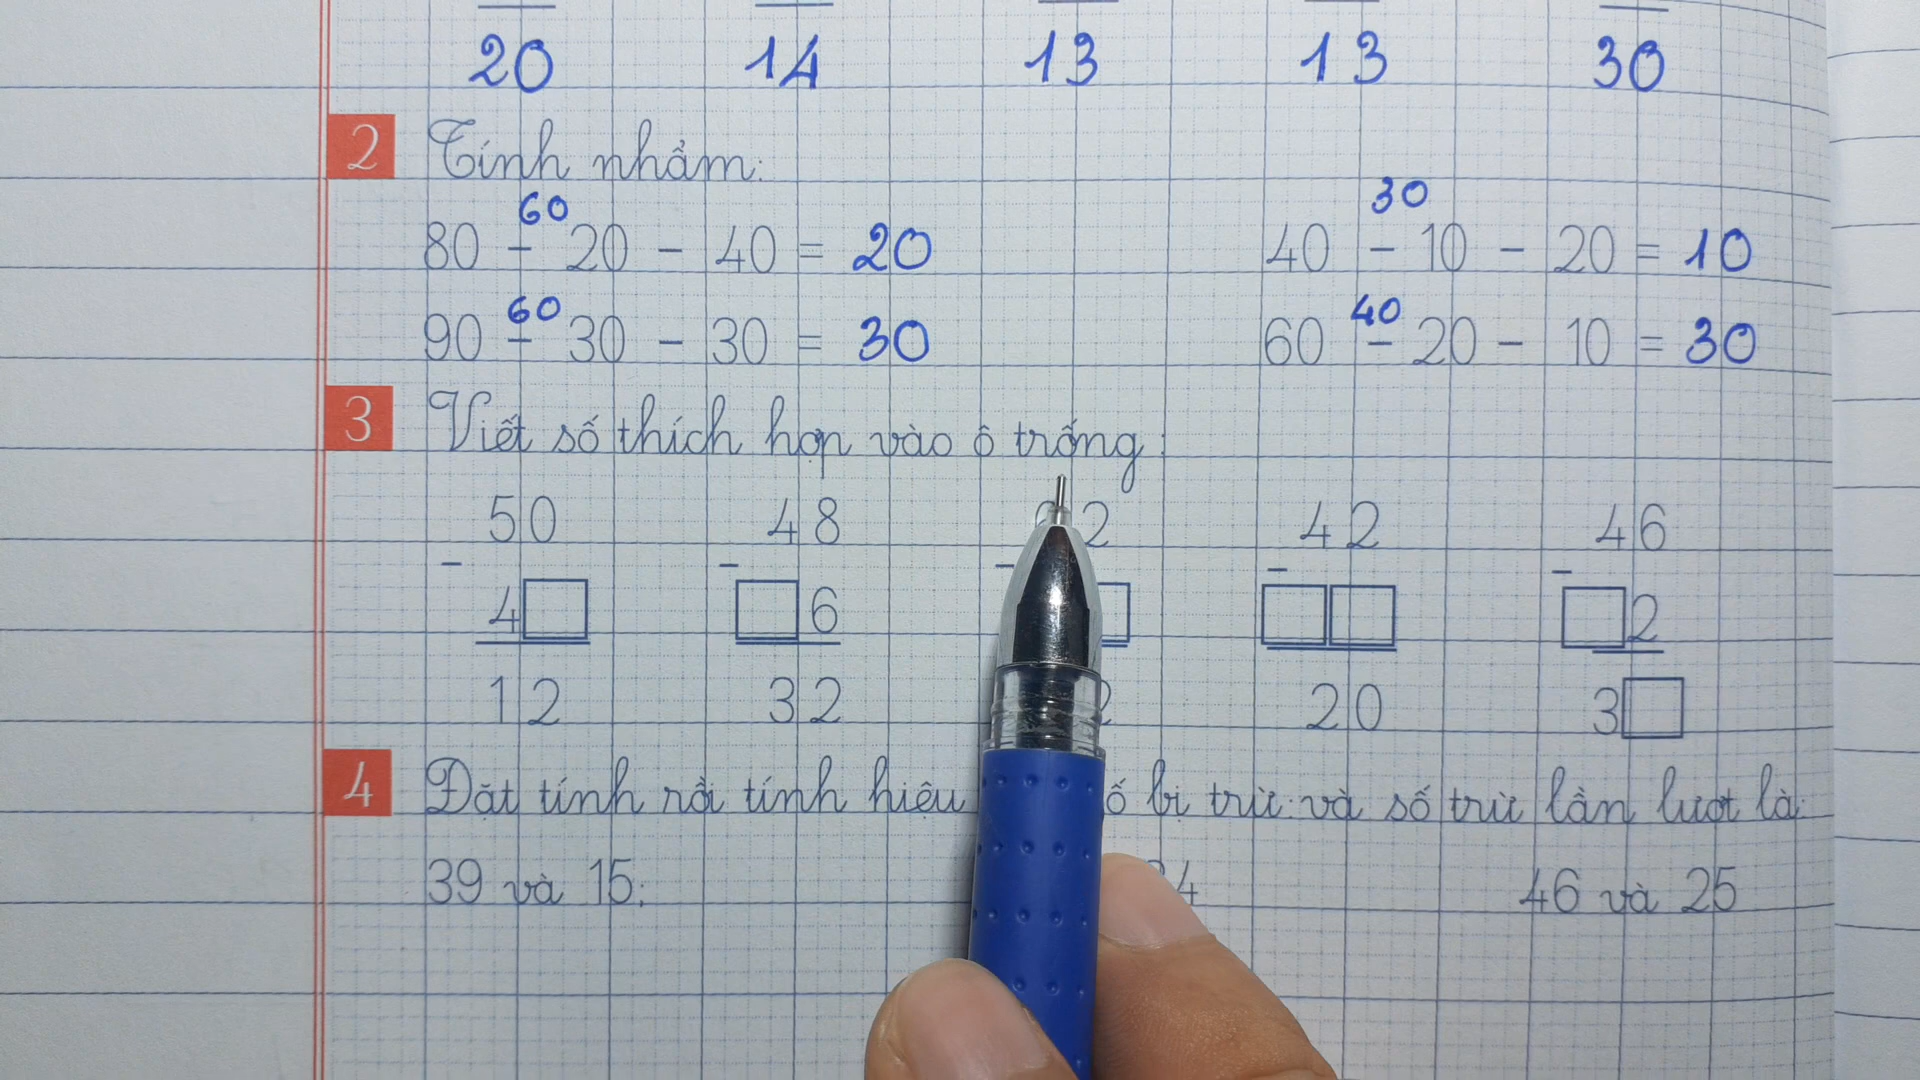 20 14 13 13 30
2 Tính nhẩm:
60 30
80 - 20 - 40 = 20 40 - 10 - 20 = 10
60 40
90 - 30 - 30 = 30 60 - 20 - 10 = 30
3 Viết số thích hợp vào ô trống:
50 48 2 42 46
- - - - -
4 6 2
12 32 2 20 3
4 Đặt tính rồi tính hiệu bị trừ và số trừ lần lượt là:
39 và 15; 4 46 và 25